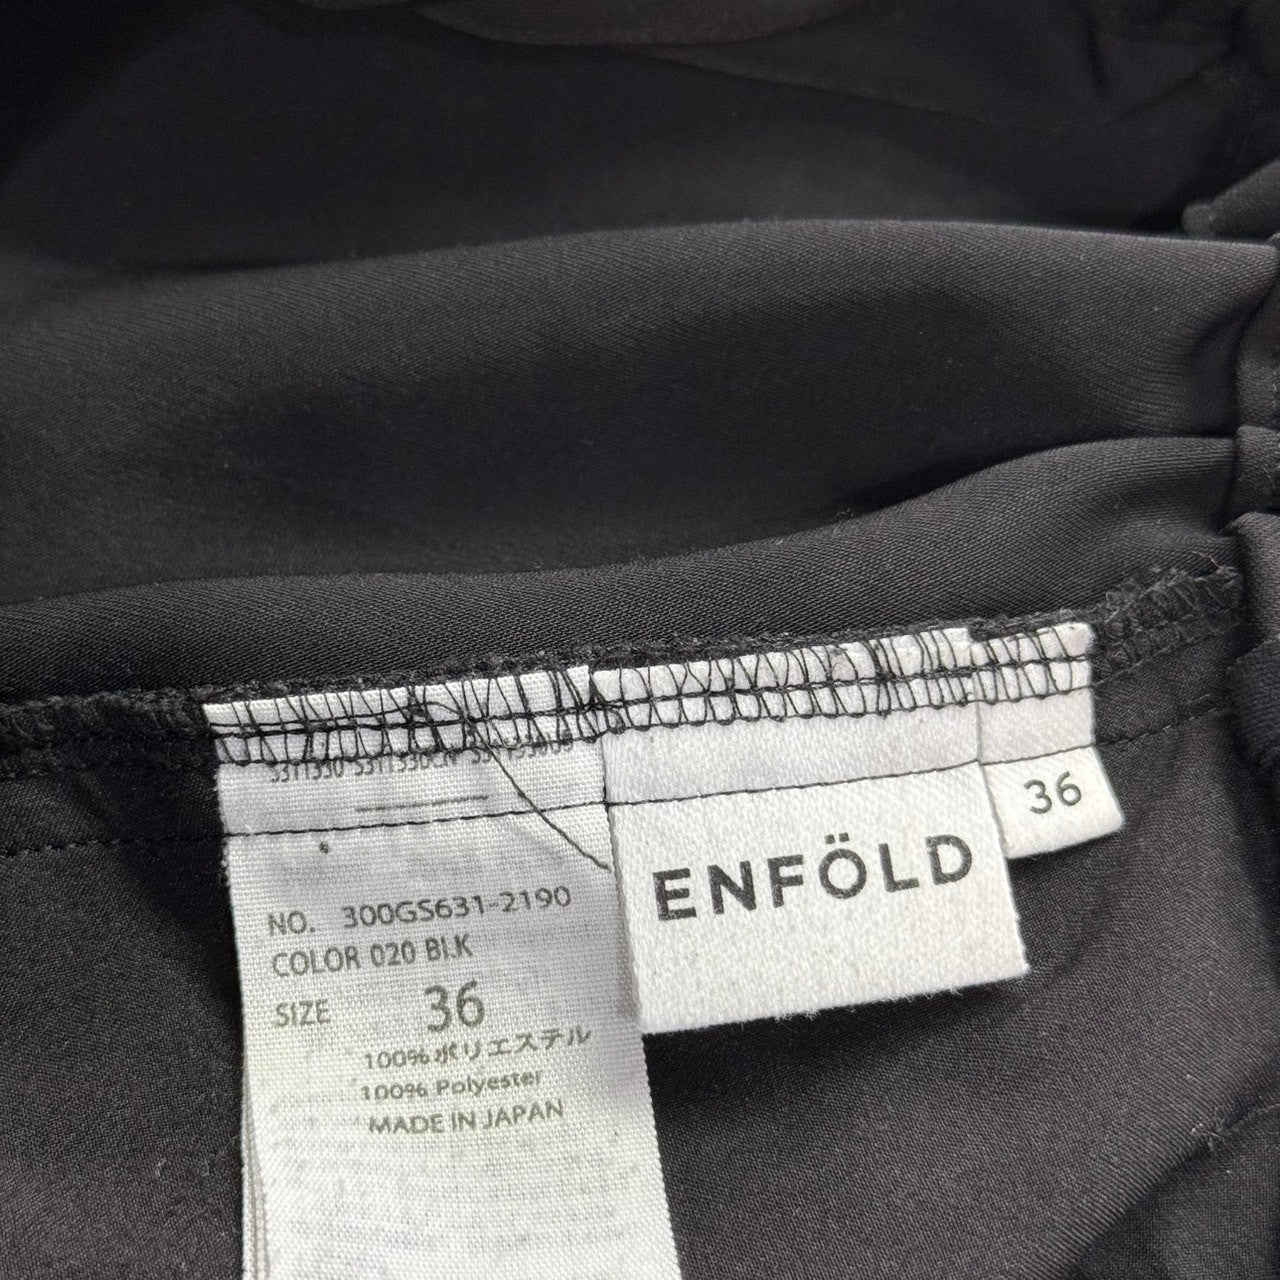 NO. 300GS631-2190
COLOR 020 BLK
SIZE 36
100% ポリエステル
100% Polyester
MADE IN JAPAN
ENFÖLD
36